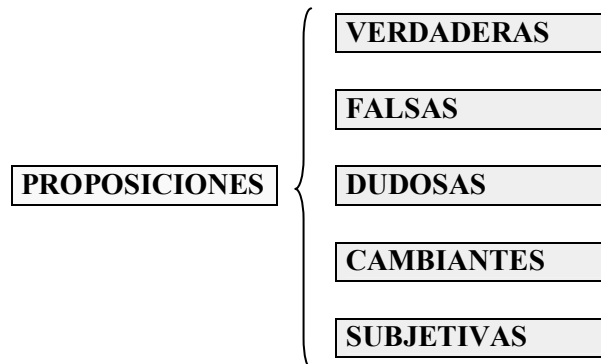 VERDADERAS
FALSAS
PROPOSICIONES
DUDOSAS
CAMBIANTES
SUBJETIVAS